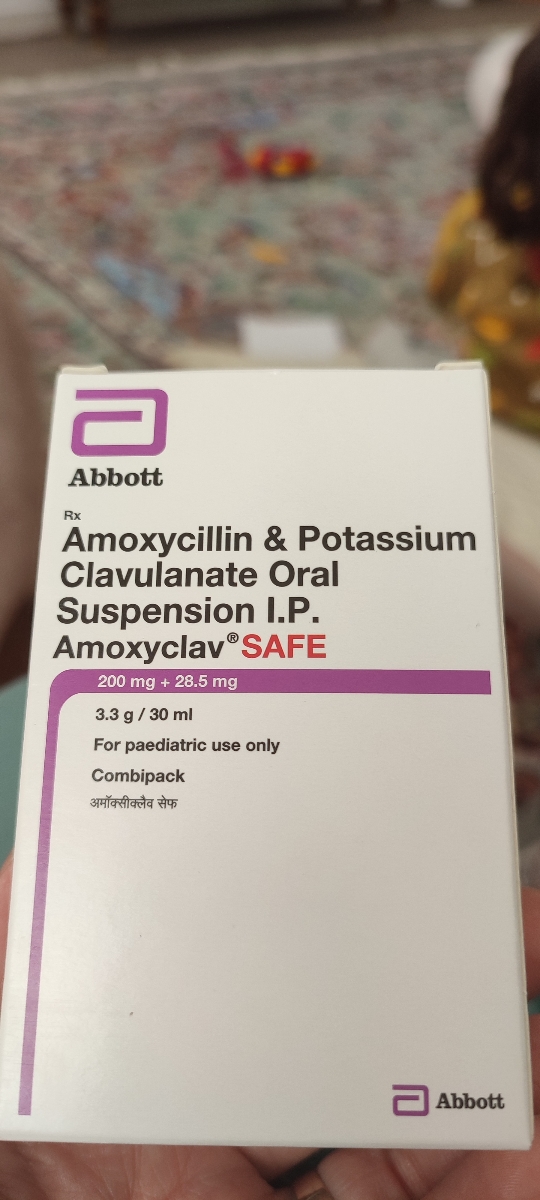 Abbott
Rx
Amoxycillin & Potassium
Clavulanate Oral
Suspension I.P.
Amoxyclav®SAFE
200 mg + 28.5 mg
3.3 g / 30 ml
For paediatric use only
Combipack
अमॉक्सीक्लैव सेफ
Abbott